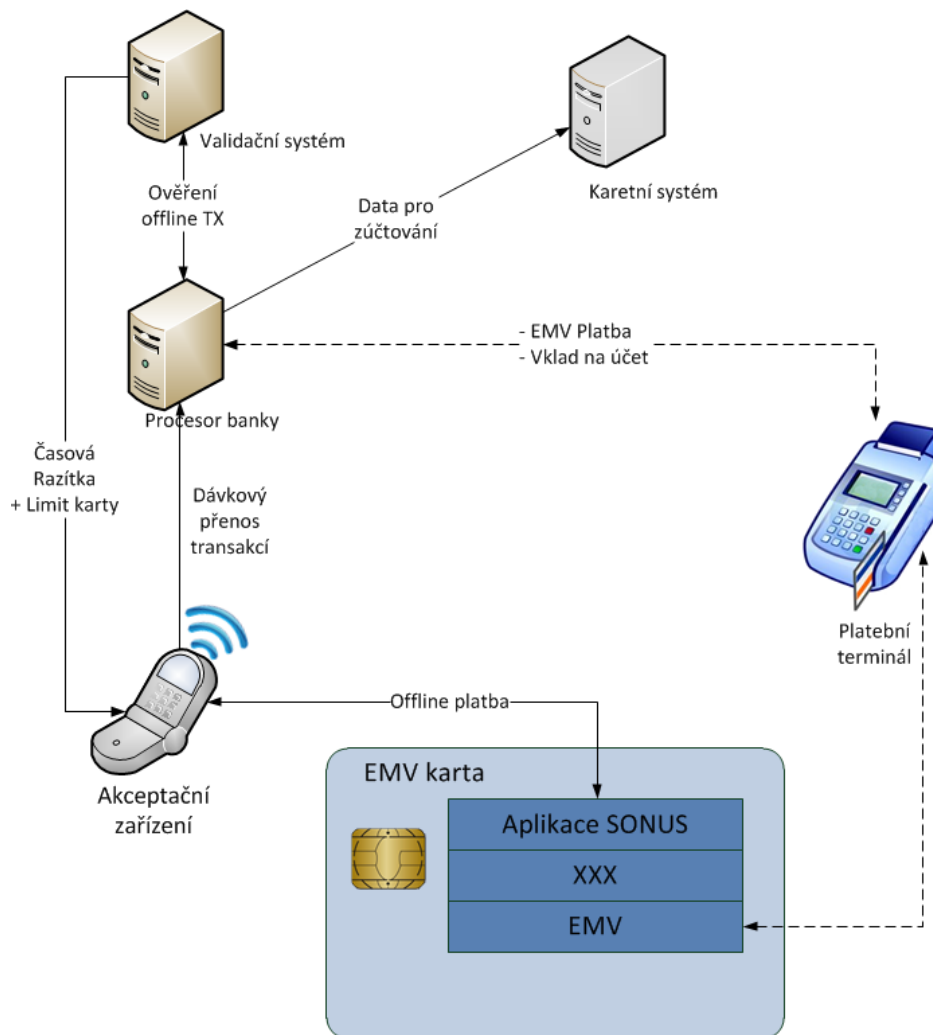 Validační systém
Karetní systém
Ověření
offline TX
Data pro
zúčtování
- EMV Platba
- Vklad na účet
Procesor banky
Časová
Razítka
+ Limit karty
Dávkový
přenos
transakcí
Platební
terminál
Offline platba
Akceptační
zařízení
EMV karta
Aplikace SONUS
XXX
EMV